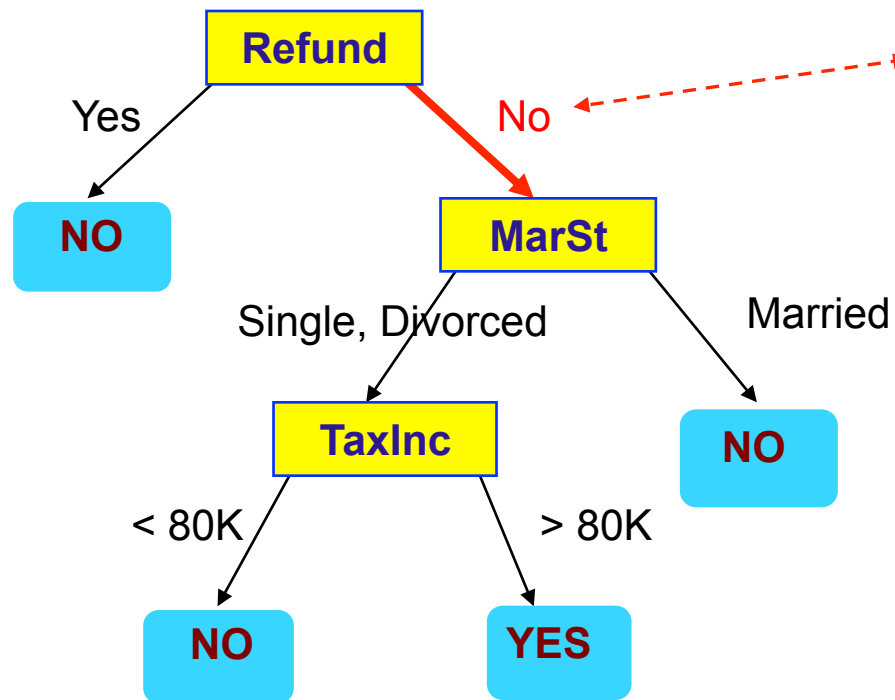 Refund
Yes
No
NO
MarSt
Single, Divorced
Married
TaxInc
NO
< 80K
> 80K
NO
YES